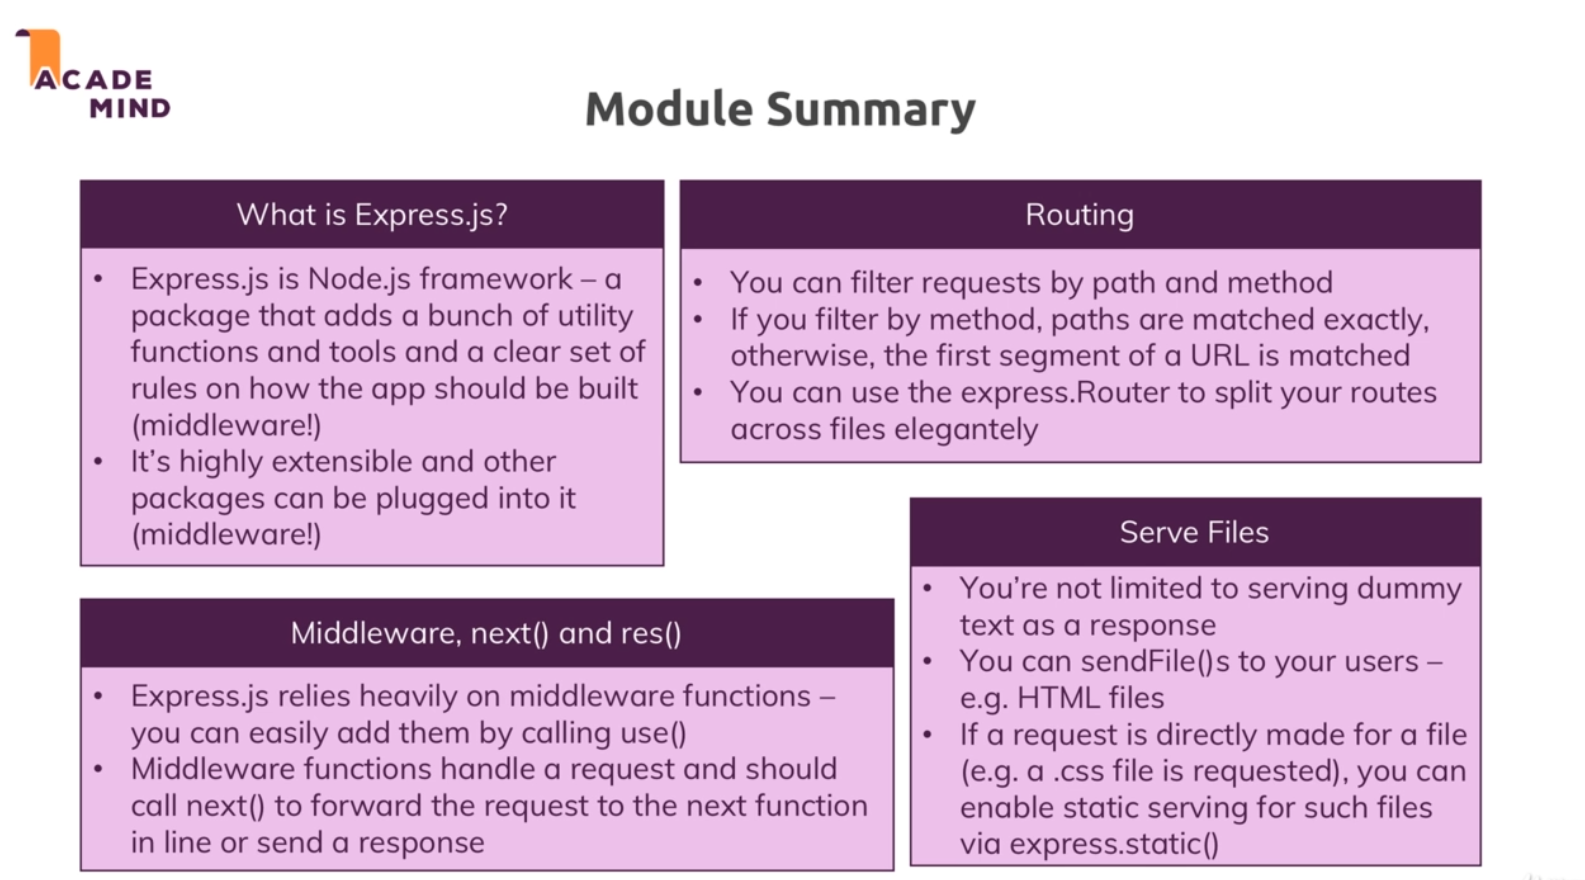 ACADE
MIND
Module Summary
What is Express.js?
• Express.js is Node.js framework – a
package that adds a bunch of utility
functions and tools and a clear set of
rules on how the app should be built
(middleware!)
• It’s highly extensible and other
packages can be plugged into it
(middleware!)
Routing
• You can filter requests by path and method
• If you filter by method, paths are matched exactly,
otherwise, the first segment of a URL is matched
• You can use the express.Router to split your routes
across files elegantely
Middleware, next() and res()
• Express.js relies heavily on middleware functions –
you can easily add them by calling use()
• Middleware functions handle a request and should
call next() to forward the request to the next function
in line or send a response
Serve Files
• You’re not limited to serving dummy
text as a response
• You can sendFile()s to your users –
e.g. HTML files
• If a request is directly made for a file
(e.g. a .css file is requested), you can
enable static serving for such files
via express.static()